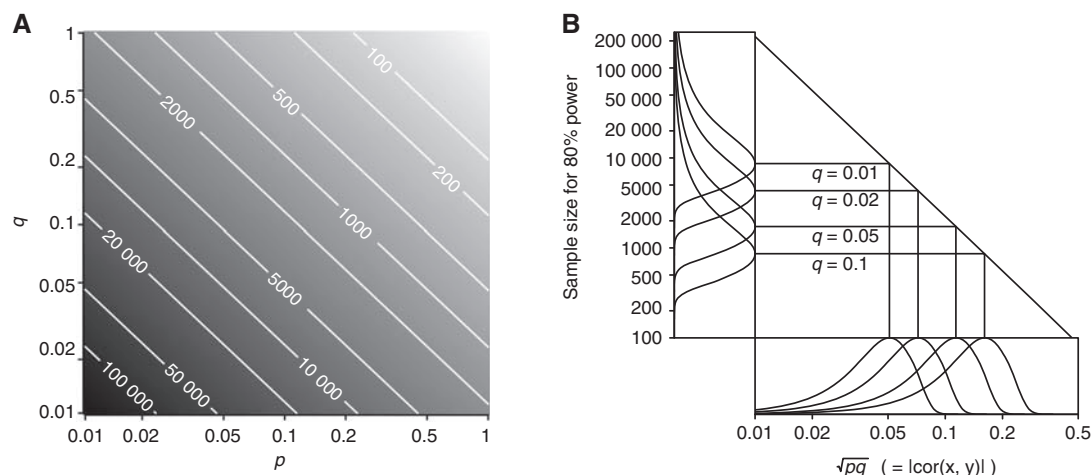 A
1
0.5
0.2
0.1
0.05
0.02
0.01
q
100
200
500
1000
2000
5000
10 000
20 000
50 000
100 000
0.01 0.02 0.05 0.1 0.2 0.5 1
p
B
Sample size for 80% power
200 000
100 000
50 000
20 000
10 000
5000
2000
1000
500
200
100
q = 0.01
q = 0.02
q = 0.05
q = 0.1
0.01 0.02 0.05 0.1 0.2 0.5
√pq ( = |cor(x, y)| )